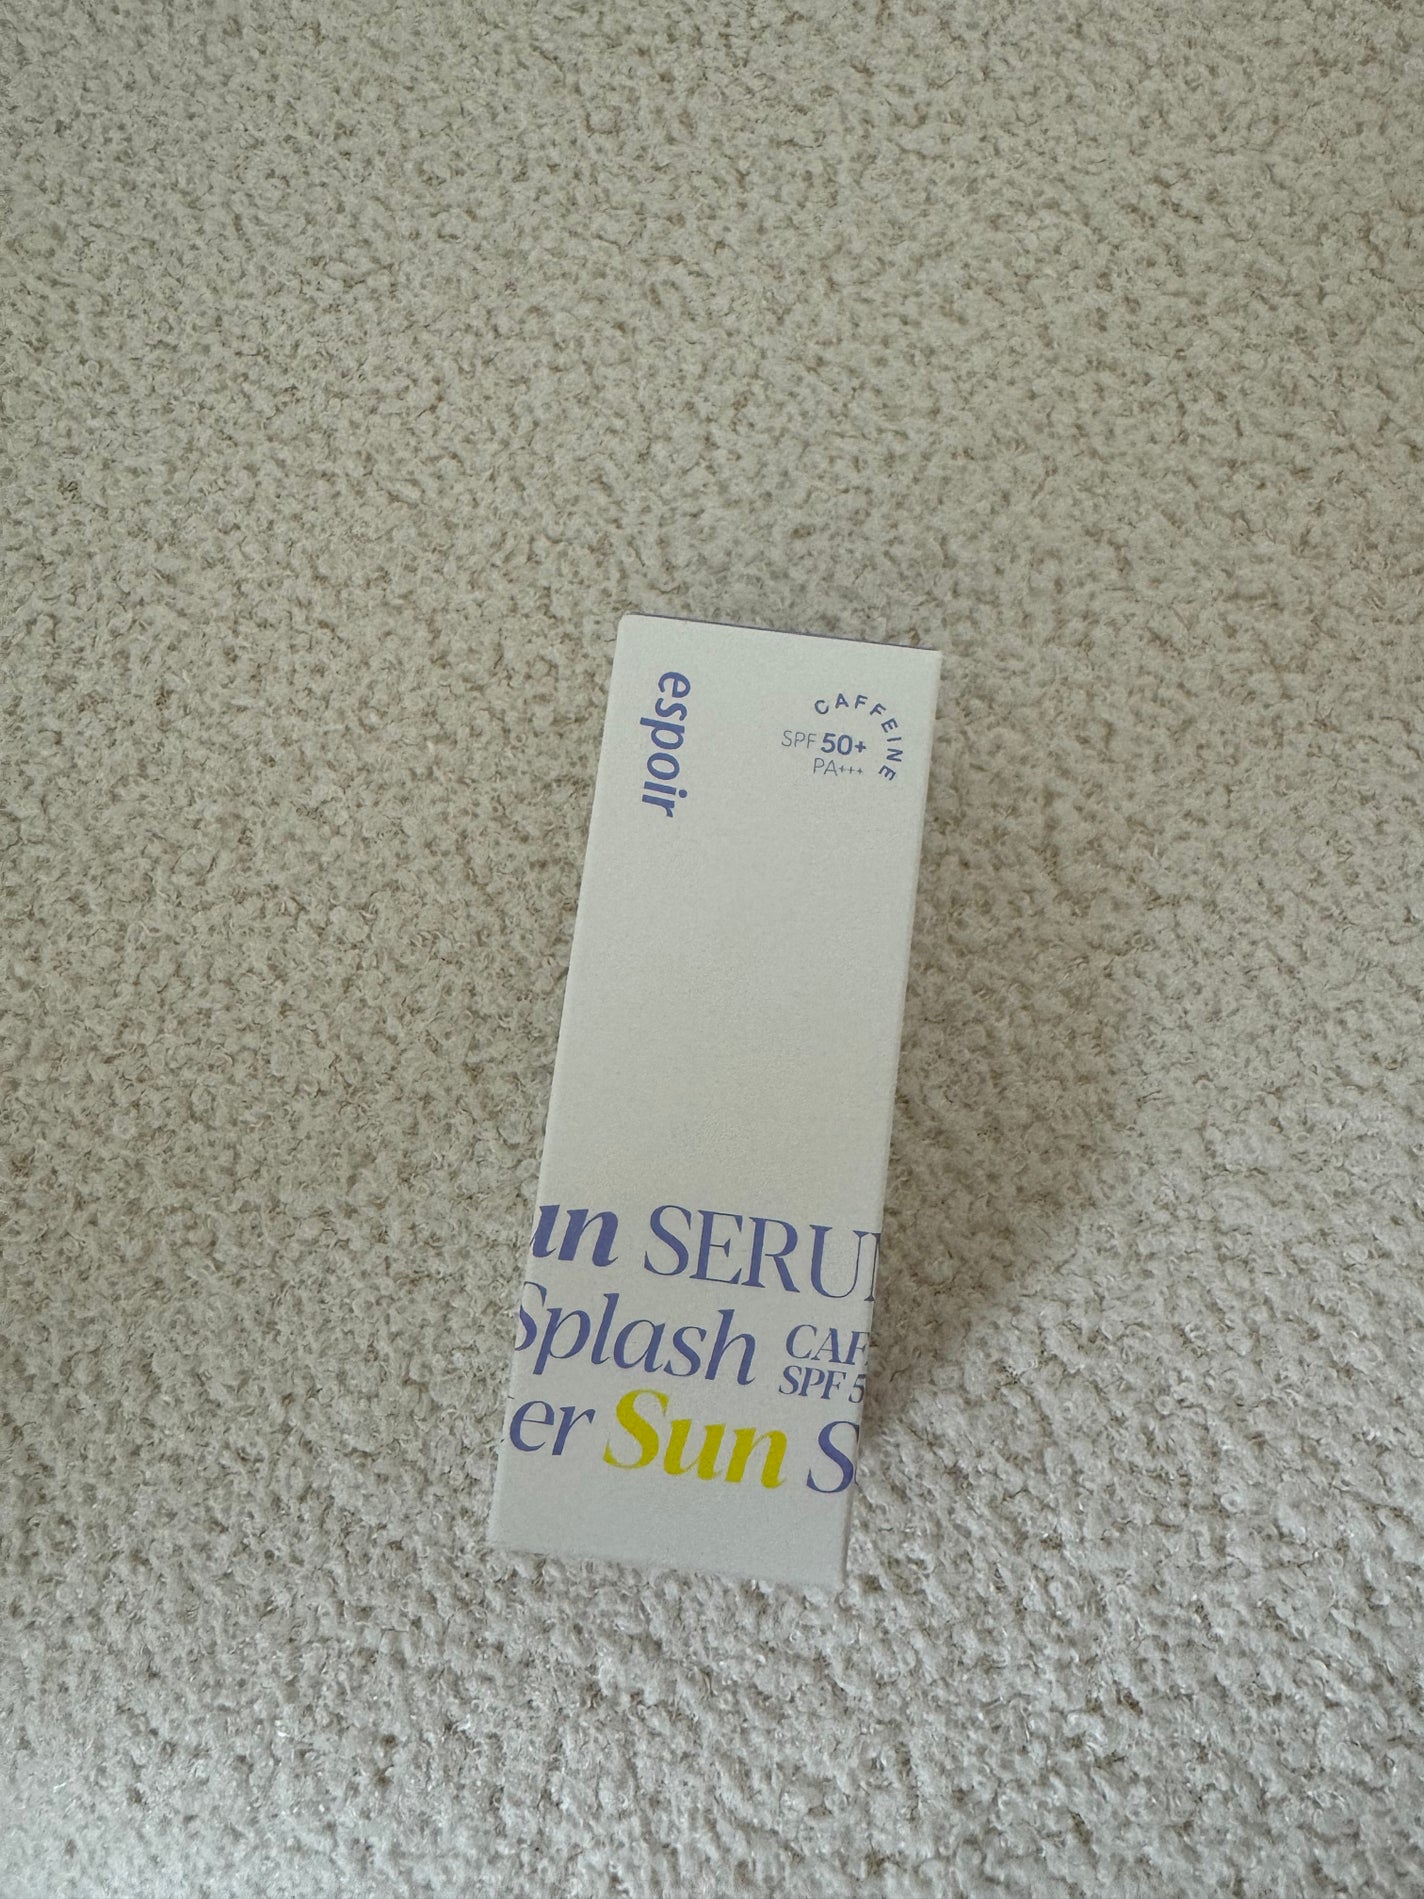 espoir
CAFFEINE
SPF 50+
PA+++
un SERU
Splash CAF
SPF 5
er Sun S